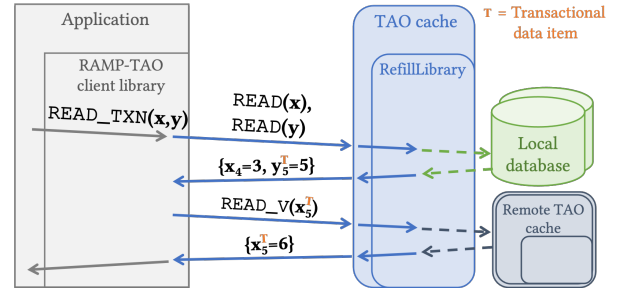 Application
TAO cache
T = Transactional
data item
RAMP-TAO
client library
RefillLibrary
READ_TXN(x,y)
READ(x),
READ(y)
Local
database
{x₄=3, y₅ᵀ=5}
READ_V(x₅ᵀ)
Remote TAO
cache
{x₅ᵀ=6}